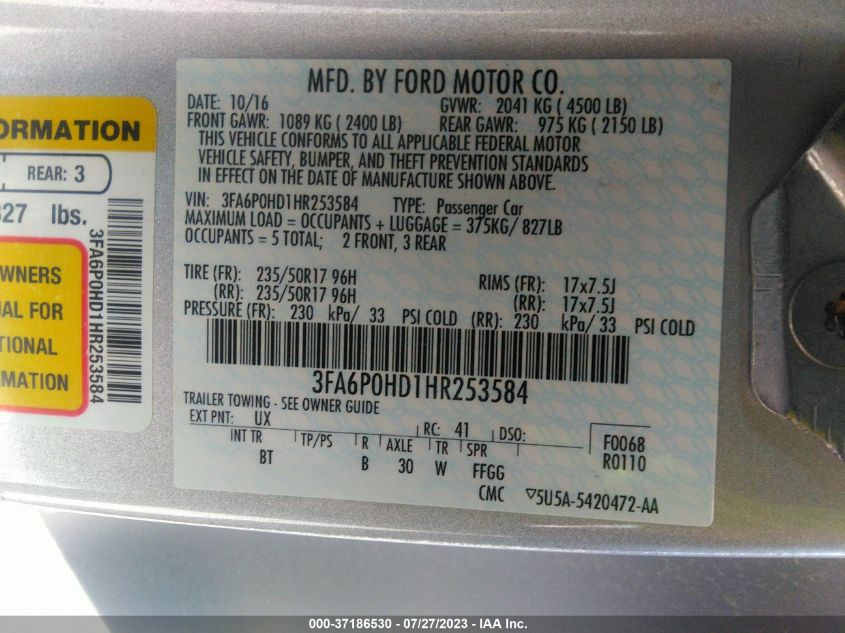 ORMATION
REAR: 3
827 lbs.
OWNERS
UAL FOR
TIONAL
RMATION
3FA6P0HD1HR253584
MFD. BY FORD MOTOR CO.
DATE: 10/16 GVWR: 2041 KG ( 4500 LB)
FRONT GAWR: 1089 KG ( 2400 LB) REAR GAWR: 975 KG ( 2150 LB)
THIS VEHICLE CONFORMS TO ALL APPLICABLE FEDERAL MOTOR
VEHICLE SAFETY, BUMPER, AND THEFT PREVENTION STANDARDS
IN EFFECT ON THE DATE OF MANUFACTURE SHOWN ABOVE.
VIN: 3FA6P0HD1HR253584 TYPE: Passenger Car
MAXIMUM LOAD = OCCUPANTS + LUGGAGE = 375KG/ 827LB
OCCUPANTS = 5 TOTAL; 2 FRONT, 3 REAR
TIRE (FR): 235/50R17 96H RIMS (FR): 17x7.5J
(RR): 235/50R17 96H (RR): 17x7.5J
PRESSURE (FR): 230 kPa/ 33 PSI COLD (RR): 230 kPa/ 33 PSI COLD
3FA6P0HD1HR253584
TRAILER TOWING - SEE OWNER GUIDE
EXT PNT: UX RC: 41 DSO:
INT TR TP/PS R AXLE TR SPR
BT B 30 W FFGG
F0068
R0110
CMC ▽5U5A-5420472-AA
000-37186530 - 07/27/2023 - IAA Inc.